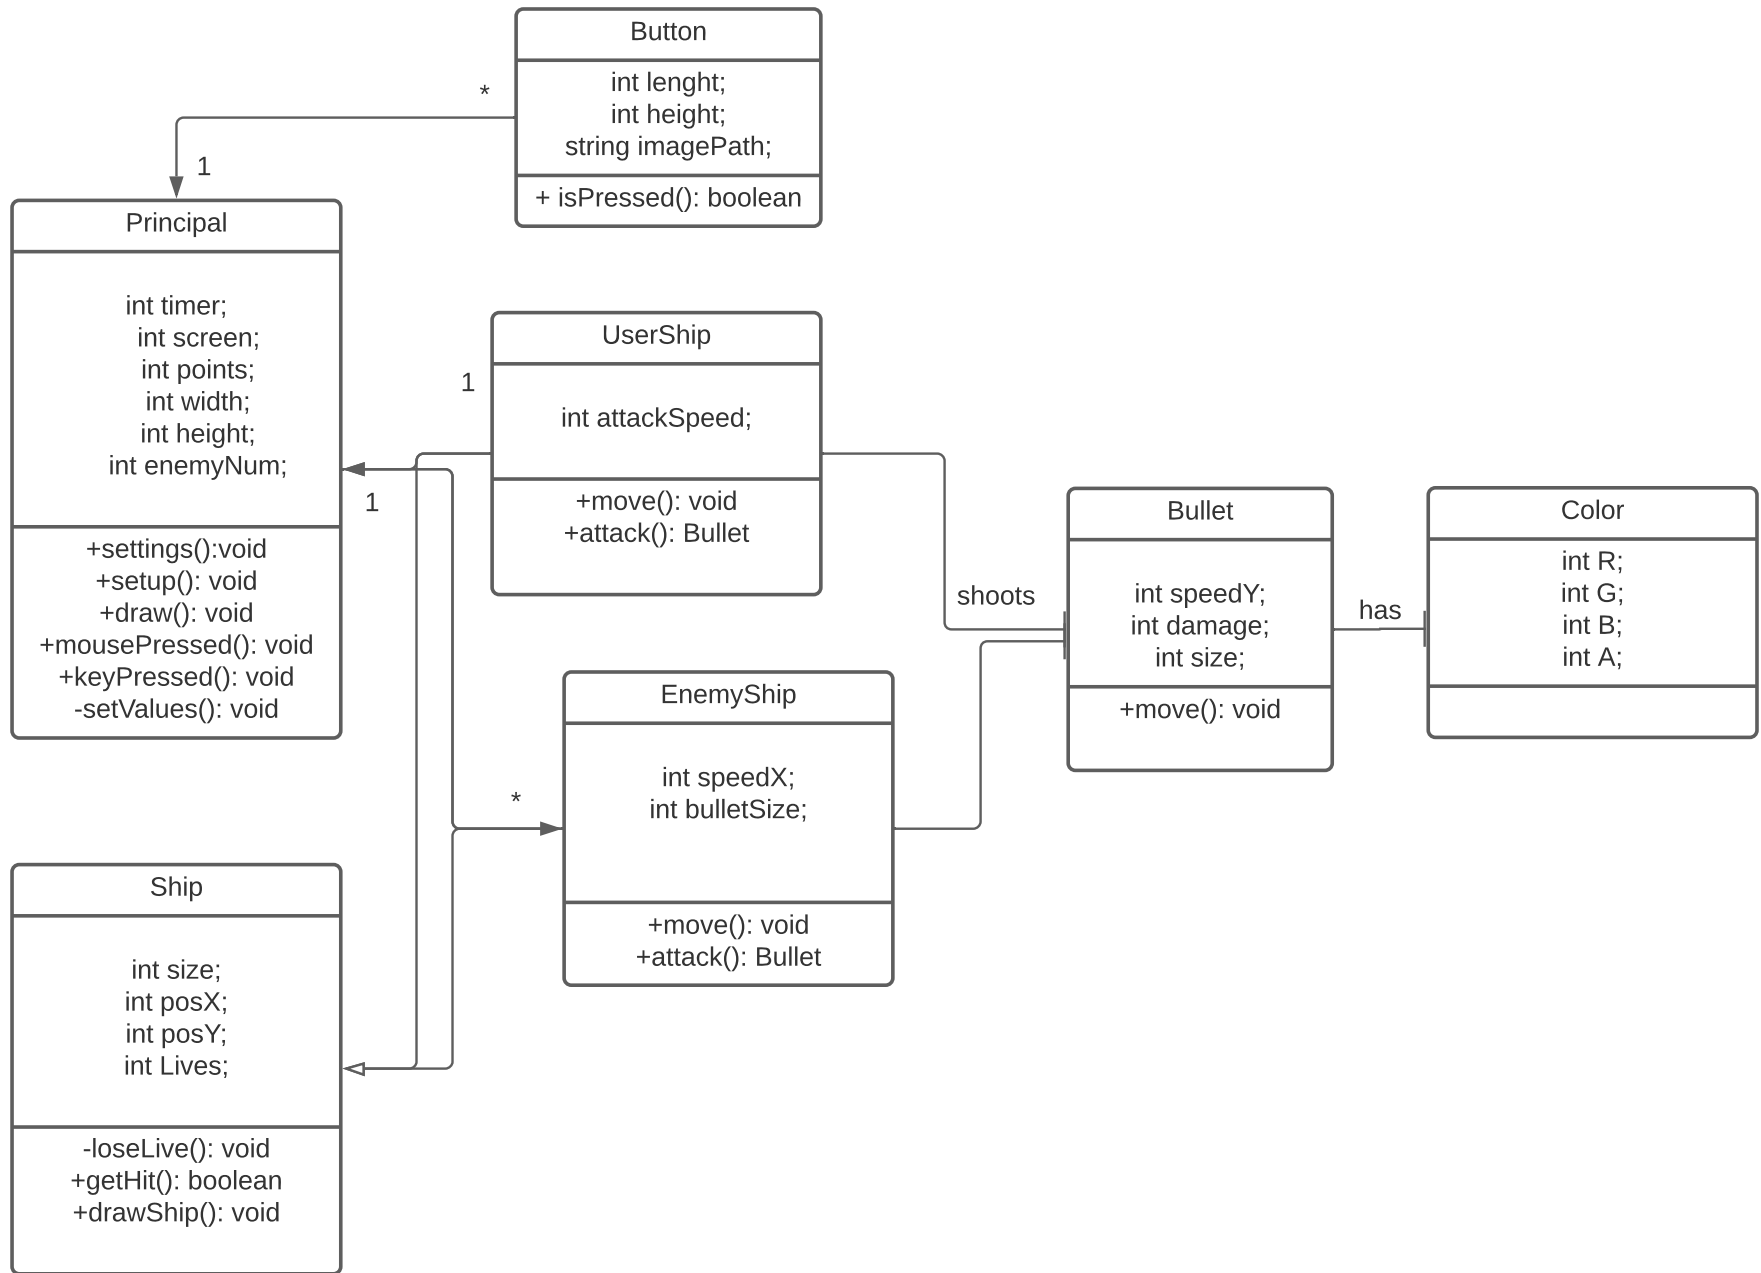 Button
int lenght;
int height;
string imagePath;
+ isPressed(): boolean
*
1
Principal
int timer;
int screen;
int points;
int width;
int height;
int enemyNum;
+settings():void
+setup(): void
+draw(): void
+mousePressed(): void
+keyPressed(): void
-setValues(): void
UserShip
int attackSpeed;
+move(): void
+attack(): Bullet
1
1
shoots
Bullet
int speedY;
int damage;
int size;
+move(): void
has
Color
int R;
int G;
int B;
int A;
EnemyShip
int speedX;
int bulletSize;
+move(): void
+attack(): Bullet
*
Ship
int size;
int posX;
int posY;
int Lives;
-loseLive(): void
+getHit(): boolean
+drawShip(): void